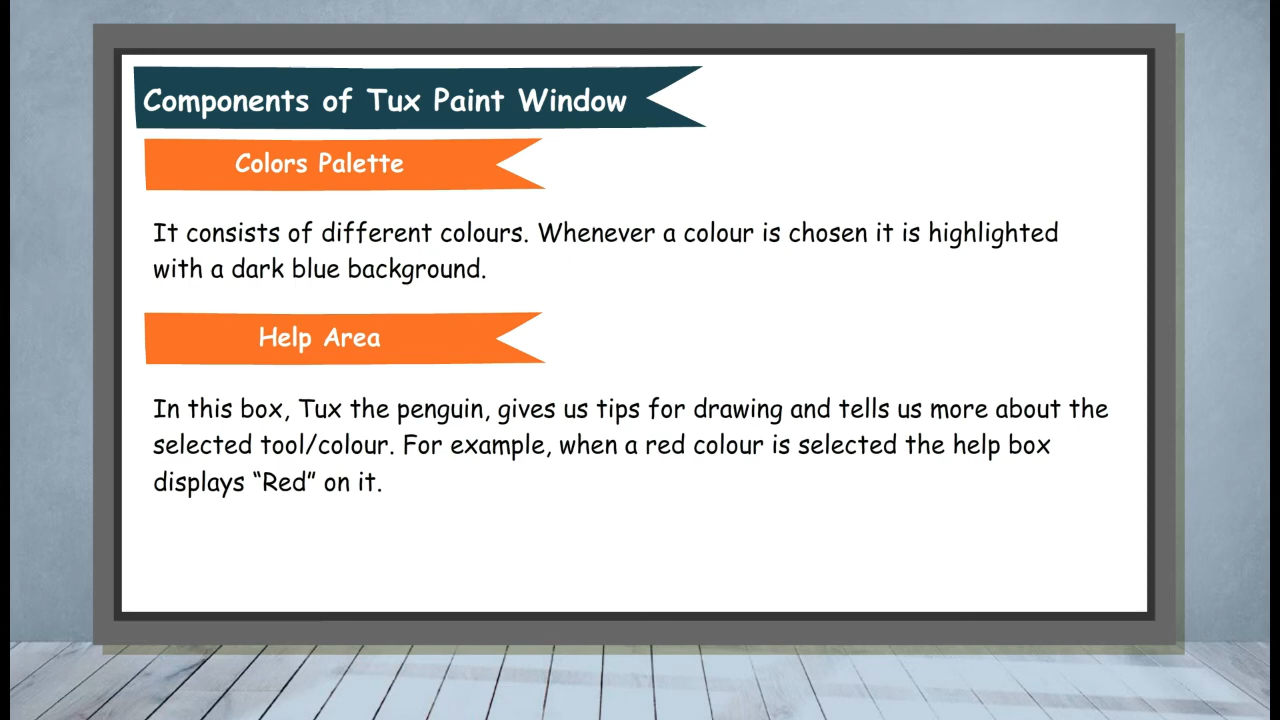 Components of Tux Paint Window
Colors Palette
It consists of different colours. Whenever a colour is chosen it is highlighted
with a dark blue background.
Help Area
In this box, Tux the penguin, gives us tips for drawing and tells us more about the
selected tool/colour. For example, when a red colour is selected the help box
displays “Red” on it.